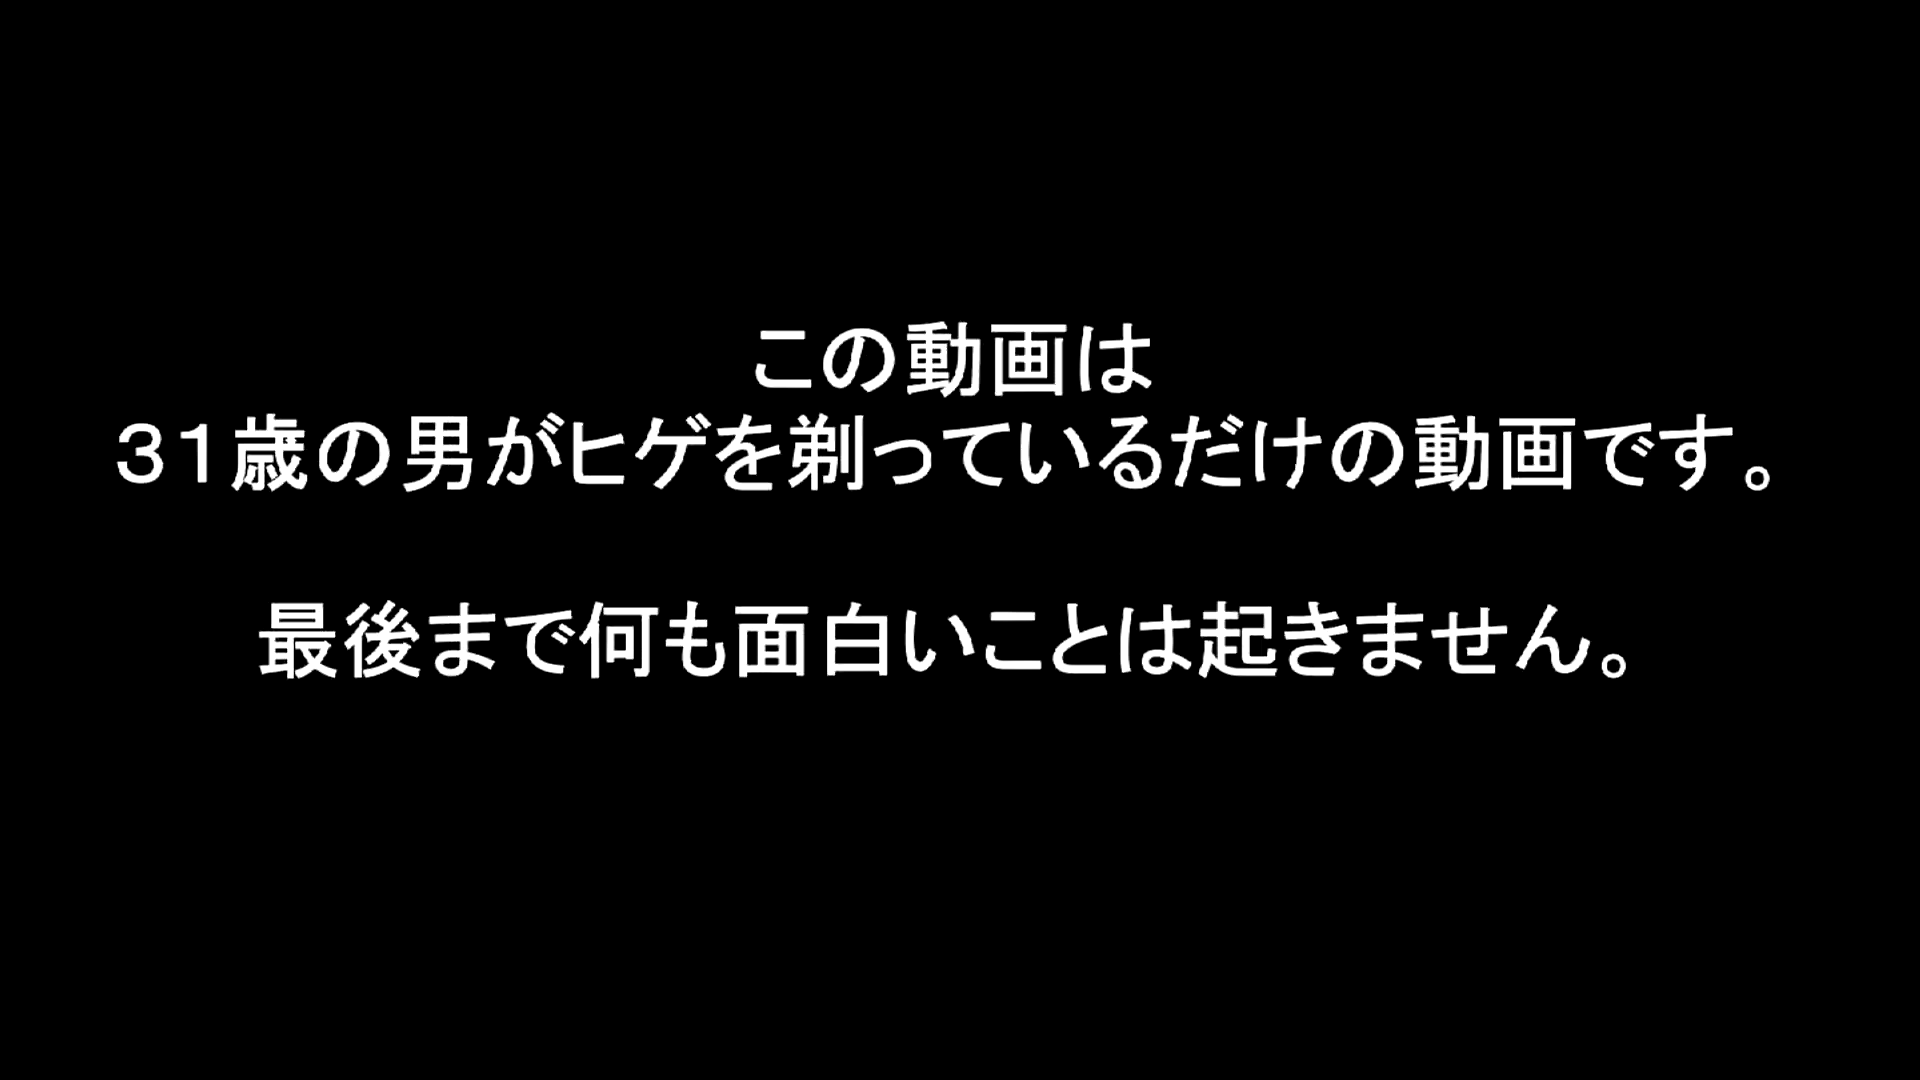 この動画は
３１歳の男がヒゲを剃っているだけの動画です。
最後まで何も面白いことは起きません。